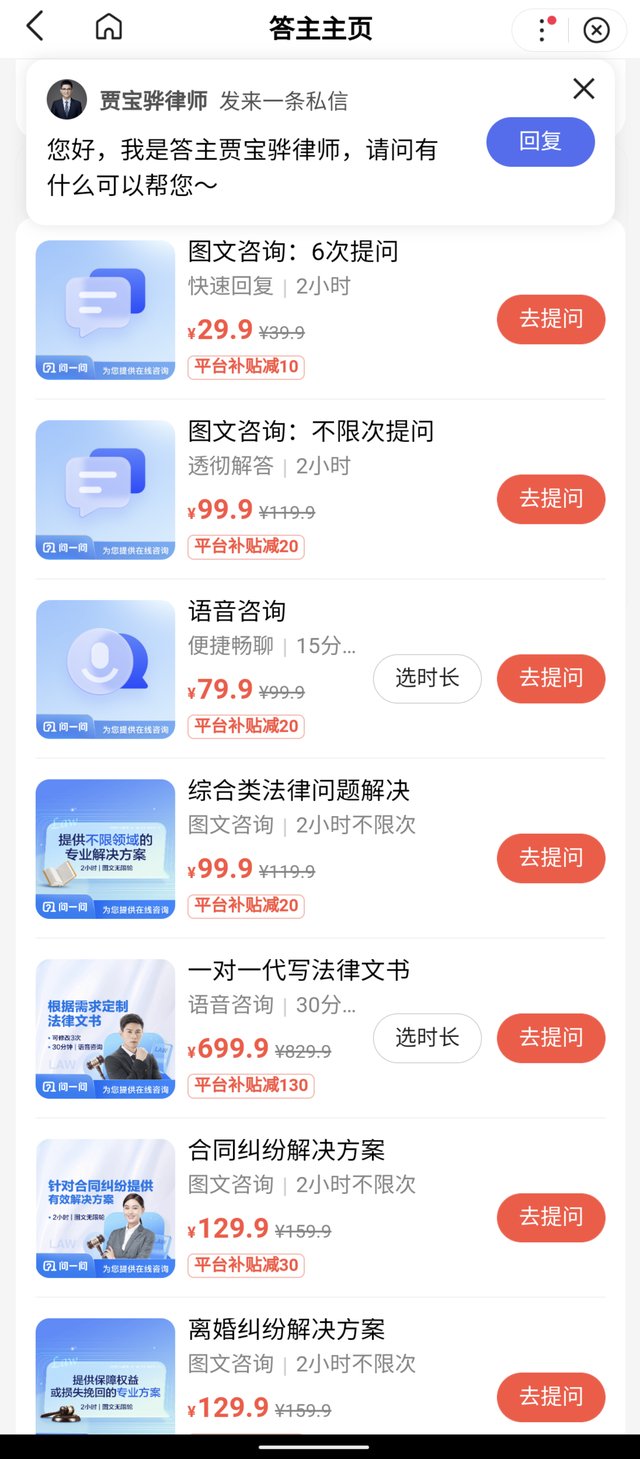 答主主页
贾宝骅律师 发来一条私信
您好，我是答主贾宝骅律师，请问有
什么可以帮您～
回复
图文咨询：6次提问
快速回复 | 2小时
¥29.9 ¥39.9
平台补贴减10
去提问
问一问 为您提供在线咨询
图文咨询：不限次提问
透彻解答 | 2小时
¥99.9 ¥119.9
平台补贴减20
去提问
问一问 为您提供在线咨询
语音咨询
便捷畅聊 | 15分...
¥79.9 ¥99.9
平台补贴减20
选时长
去提问
问一问 为您提供在线咨询
综合类法律问题解决
图文咨询 | 2小时不限次
¥99.9 ¥119.9
平台补贴减20
去提问
Law
提供不限领域的
专业解决方案
2小时 | 图文无限轮
问一问 为您提供在线咨询
一对一代写法律文书
语音咨询 | 30分...
¥699.9 ¥829.9
平台补贴减130
选时长
去提问
根据需求定制
法律文书
• 可修改3次
• 30分钟 | 语音咨询
LAW
LAW
问一问 为您提供在线咨询
合同纠纷解决方案
图文咨询 | 2小时不限次
¥129.9 ¥159.9
平台补贴减30
去提问
针对合同纠纷提供
有效解决方案
• 2小时 | 图文无限轮
LAW
问一问 为您提供在线咨询
离婚纠纷解决方案
图文咨询 | 2小时不限次
¥129.9 ¥159.9
去提问
Law
提供保障权益
或损失挽回的专业方案
2小时 | 图文无限轮